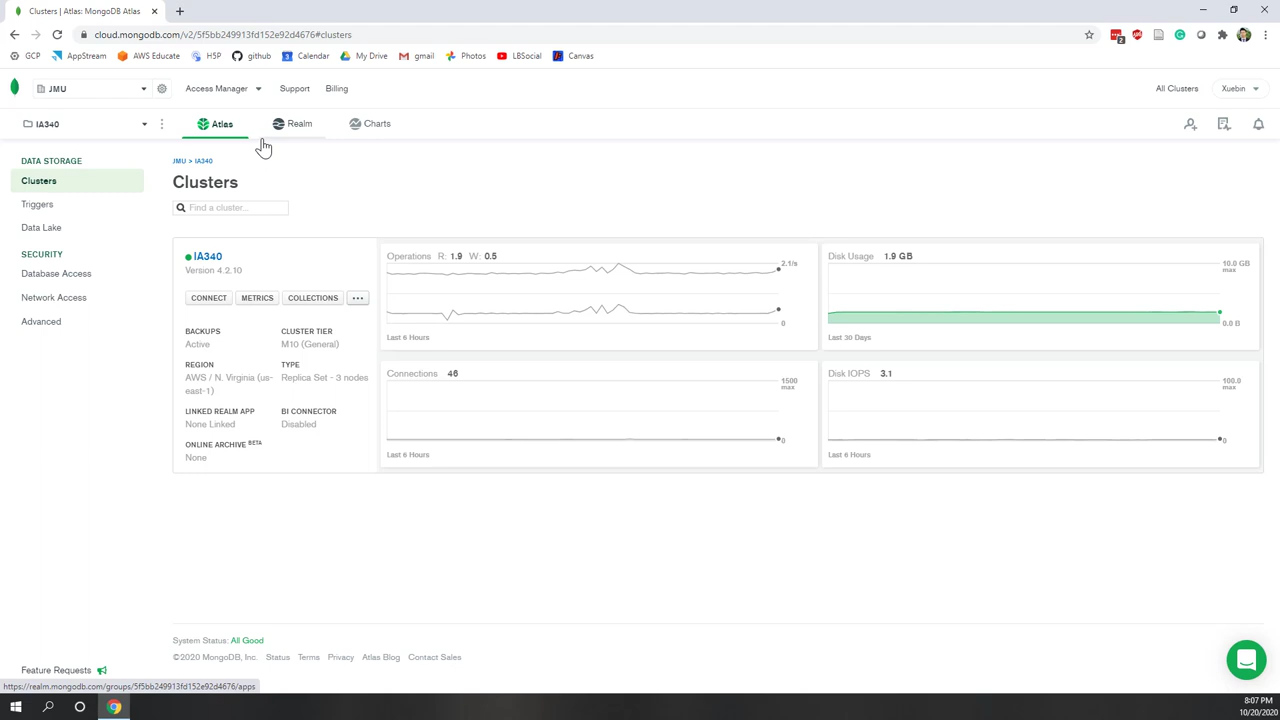 Clusters | Atlas: MongoDB Atlas
cloud.mongodb.com/v2/5f5bb249913fd152e92d4676#clusters
2
GCP AppStream AWS Educate H5P github Calendar My Drive gmail Photos LBSocial Canvas
JMU Access Manager Support Billing All Clusters Xuebin
IA340 Atlas Realm Charts
DATA STORAGE
Clusters
Triggers
Data Lake
SECURITY
Database Access
Network Access
Advanced
JMU > IA340
Clusters
Find a cluster...
IA340
Version 4.2.10
CONNECT METRICS COLLECTIONS ...
BACKUPS
Active
CLUSTER TIER
M10 (General)
REGION
AWS / N. Virginia (us-
east-1)
TYPE
Replica Set - 3 nodes
LINKED REALM APP
None Linked
BI CONNECTOR
Disabled
ONLINE ARCHIVE BETA
None
Operations R: 1.9 W: 0.5
2.1/s
0
Last 6 Hours
Disk Usage 1.9 GB
10.0 GB
max
0.0 B
Last 30 Days
Connections 46
1500
max
0
Last 6 Hours
Disk IOPS 3.1
100.0
max
0
Last 6 Hours
System Status: All Good
©2020 MongoDB, Inc. Status Terms Privacy Atlas Blog Contact Sales
Feature Requests
https://realm.mongodb.com/groups/5f5bb249913fd152e92d4676/apps
8:07 PM
10/20/2020